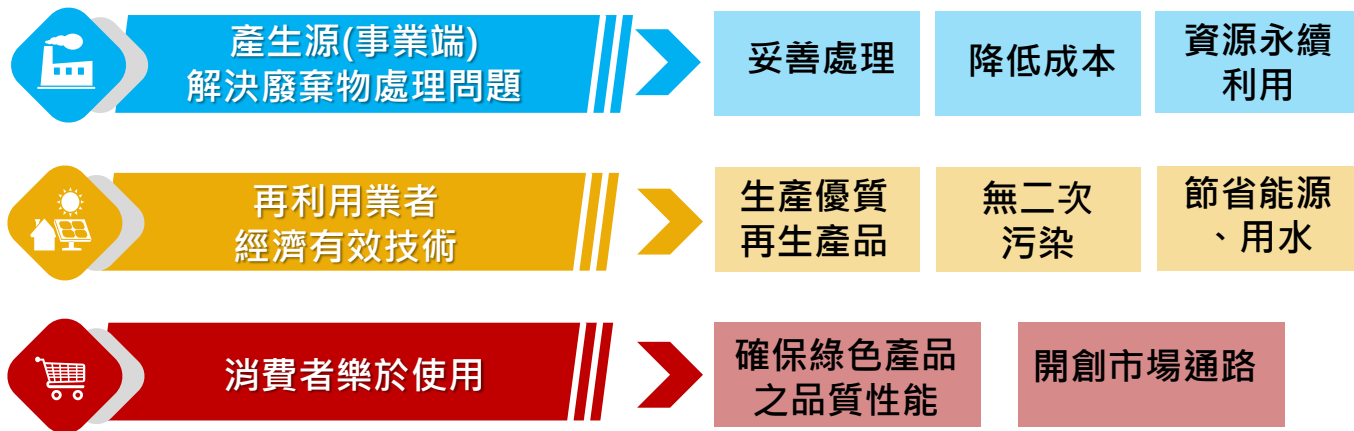 產生源(事業端)
解決廢棄物處理問題
妥善處理
降低成本
資源永續
利用
再利用業者
經濟有效技術
生產優質
再生產品
無二次
污染
節省能源
、用水
消費者樂於使用
確保綠色產品
之品質性能
開創市場通路